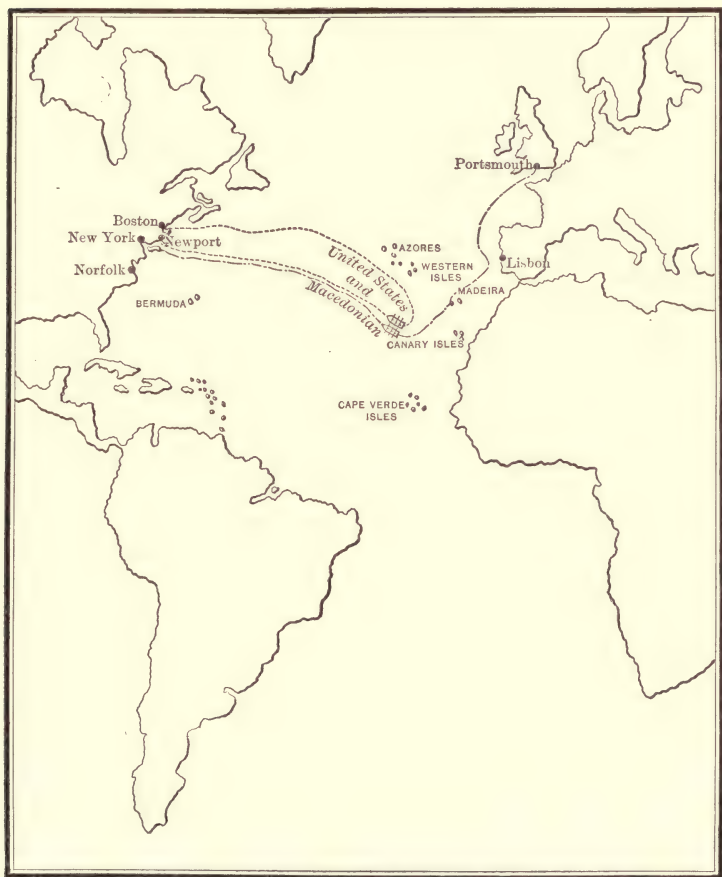 Portsmouth
Boston
New York
Newport
Norfolk
AZORES
WESTERN
ISLES
Lisbon
United States
and
Macedonian
MADEIRA
BERMUDA
CANARY ISLES
CAPE VERDE
ISLES